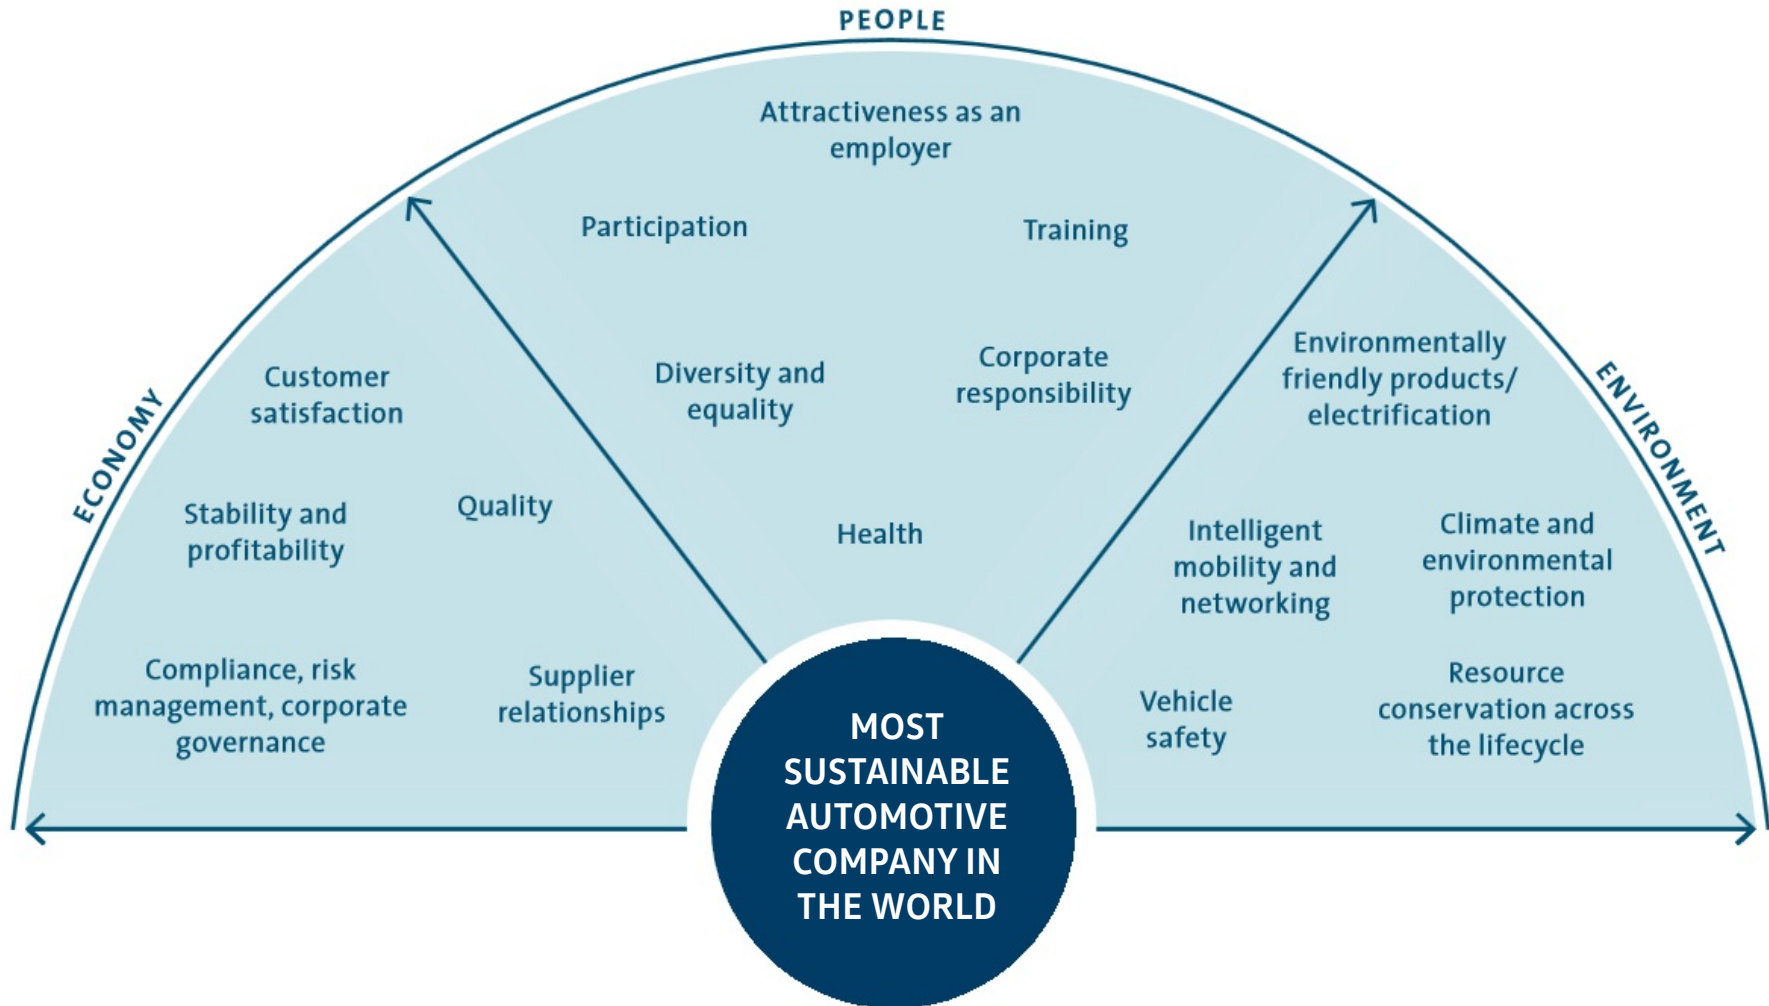 PEOPLE
Attractiveness as an
employer
Participation
Training
Diversity and
equality
Corporate
responsibility
Health
ECONOMY
Customer
satisfaction
Stability and
profitability
Quality
Compliance, risk
management, corporate
governance
Supplier
relationships
ENVIRONMENT
Environmentally
friendly products/
electrification
Intelligent
mobility and
networking
Climate and
environmental
protection
Vehicle
safety
Resource
conservation across
the lifecycle
MOST
SUSTAINABLE
AUTOMOTIVE
COMPANY IN
THE WORLD